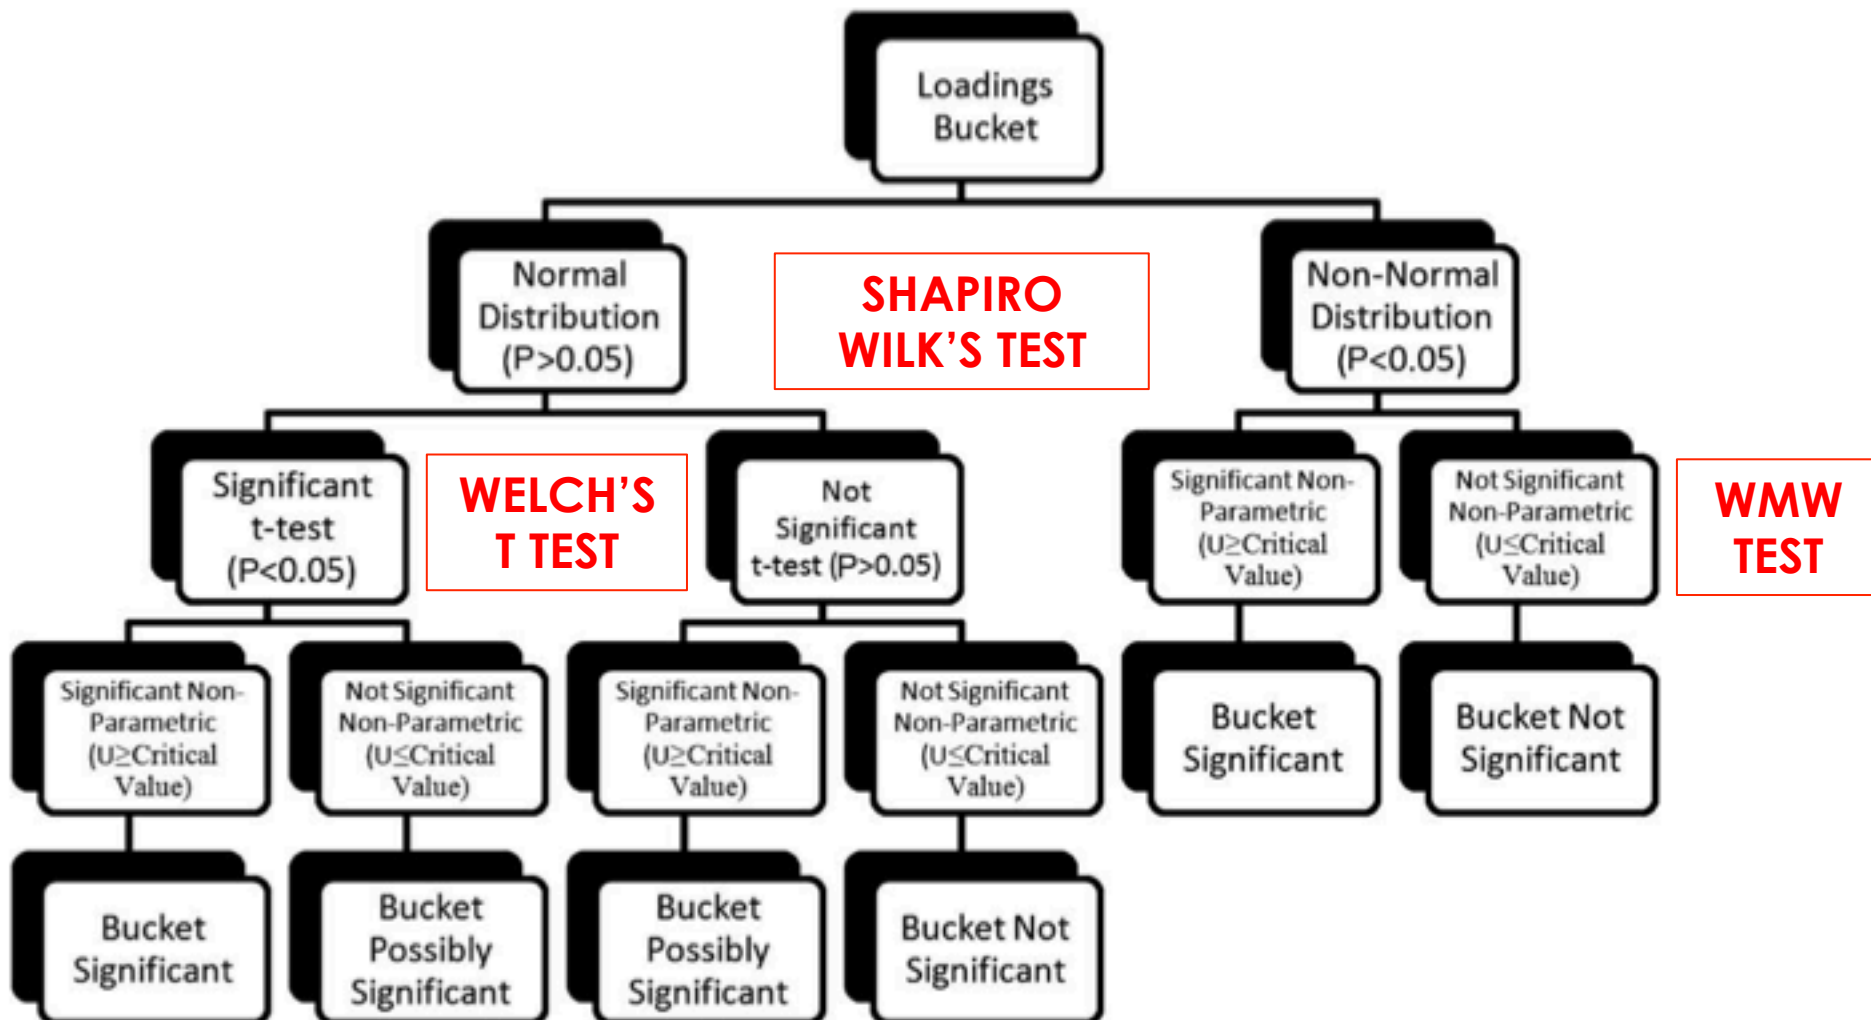 Loadings
Bucket
Normal
Distribution
(P>0.05)
SHAPIRO
WILK'S TEST
Non-Normal
Distribution
(P<0.05)
Significant
t-test
(P<0.05)
WELCH'S
T TEST
Not
Significant
t-test (P>0.05)
Significant Non-
Parametric
(U≥Critical
Value)
Not Significant
Non-Parametric
(U≤Critical
Value)
WMW
TEST
Significant Non-
Parametric
(U≥Critical
Value)
Not Significant
Non-Parametric
(U≤Critical
Value)
Significant Non-
Parametric
(U≥Critical
Value)
Not Significant
Non-Parametric
(U≤Critical
Value)
Bucket
Significant
Bucket Not
Significant
Bucket
Significant
Bucket
Possibly
Significant
Bucket
Possibly
Significant
Bucket Not
Significant